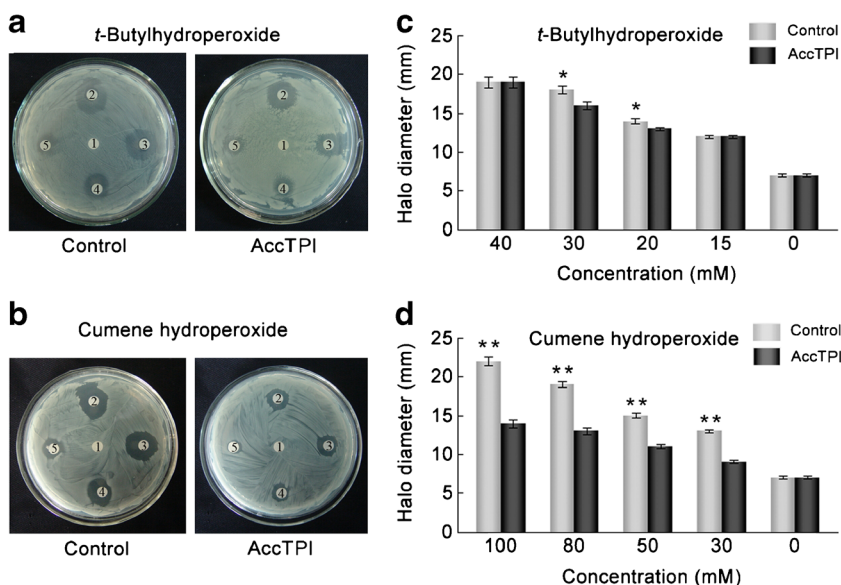 a
t-Butylhydroperoxide
2
5
1
3
4
Control
2
5
1
3
4
AccTPI
b
Cumene hydroperoxide
2
5
1
3
4
Control
2
5
1
3
4
AccTPI
c
t-Butylhydroperoxide
Control
AccTPI
Halo diameter (mm)
25
20
15
10
5
0
*
*
40 30 20 15 0
Concentration (mM)
d
Cumene hydroperoxide
Control
AccTPI
Halo diameter (mm)
25
20
15
10
5
0
**
**
**
**
100 80 50 30 0
Concentration (mM)